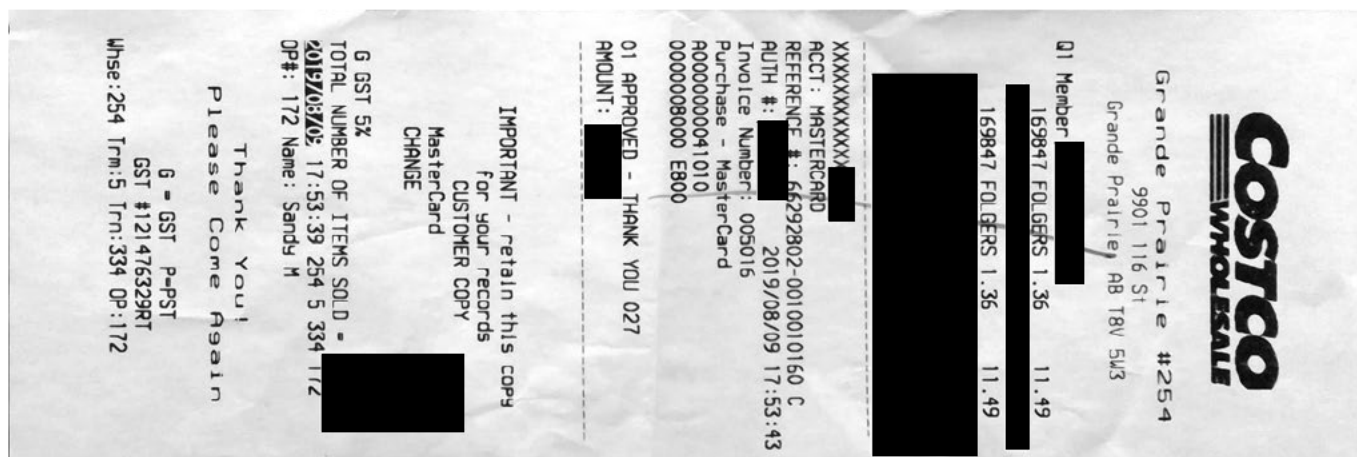 COSTCO
WHOLESALE
Grande Prairie #254
9901 116 St
Grande Prairie, AB T8V 5W3
Q1 Member
169847 FOLGERS 1.36 11.49
169847 FOLGERS 1.36 11.49
XXXXXXXXXXXX
ACCT: MASTERCARD
REFERENCE #: 66292802-0010010160 C
AUTH #: 2019/08/09 17:53:43
Invoice Number: 005016
Purchase - MasterCard
A0000000041010
0000008000 E800
01 APPROVED - THANK YOU 027
AMOUNT:
IMPORTANT - retain this copy
for your records
CUSTOMER COPY
MasterCard
CHANGE
G GST 5%
TOTAL NUMBER OF ITEMS SOLD =
17:53:39 254 5 334 172
OP#: 172 Name: Sandy M
Thank You!
Please Come Again
G = GST P=PST
GST #121476329RT
Whse:254 Trm:5 Trn:334 OP:172